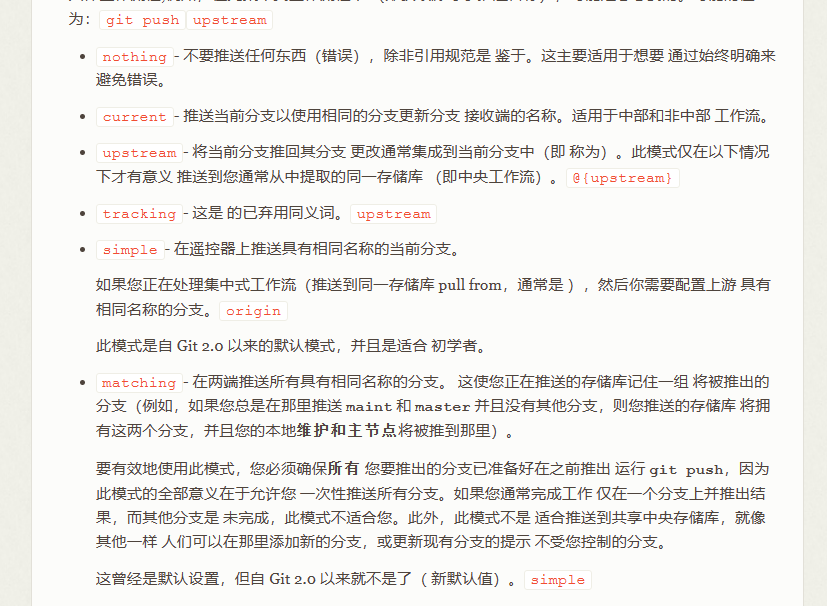 为： git push upstream
nothing - 不要推送任何东西（错误），除非引用规范是 鉴于。这主要适用于想要 通过始终明确来
避免错误。
current - 推送当前分支以使用相同的分支更新分支 接收端的名称。适用于中部和非中部 工作流。
upstream - 将当前分支推回其分支 更改通常集成到当前分支中（即 称为）。此模式仅在以下情况
下才有意义 推送到您通常从中提取的同一存储库 （即中央工作流）。 @{upstream}
tracking - 这是 的已弃用同义词。 upstream
simple - 在遥控器上推送具有相同名称的当前分支。
如果您正在处理集中式工作流（推送到同一存储库 pull from，通常是 ），然后你需要配置上游 具有
相同名称的分支。 origin
此模式是自 Git 2.0 以来的默认模式，并且是适合 初学者。
matching - 在两端推送所有具有相同名称的分支。 这使您正在推送的存储库记住一组 将被推出的
分支（例如，如果您总是在那里推送 maint 和 master 并且没有其他分支，则您推送的存储库 将拥
有这两个分支，并且您的本地维护和主节点将被推到那里）。
要有效地使用此模式，您必须确保所有 您要推出的分支已准备好在之前推出 运行 git push，因为
此模式的全部意义在于允许您 一次性推送所有分支。如果您通常完成工作 仅在一个分支上并推出结
果，而其他分支是 未完成，此模式不适合您。此外，此模式不是 适合推送到共享中央存储库，就像
其他一样 人们可以在那里添加新的分支，或更新现有分支的提示 不受您控制的分支。
这曾经是默认设置，但自 Git 2.0 以来就不是了（ 新默认值）。 simple